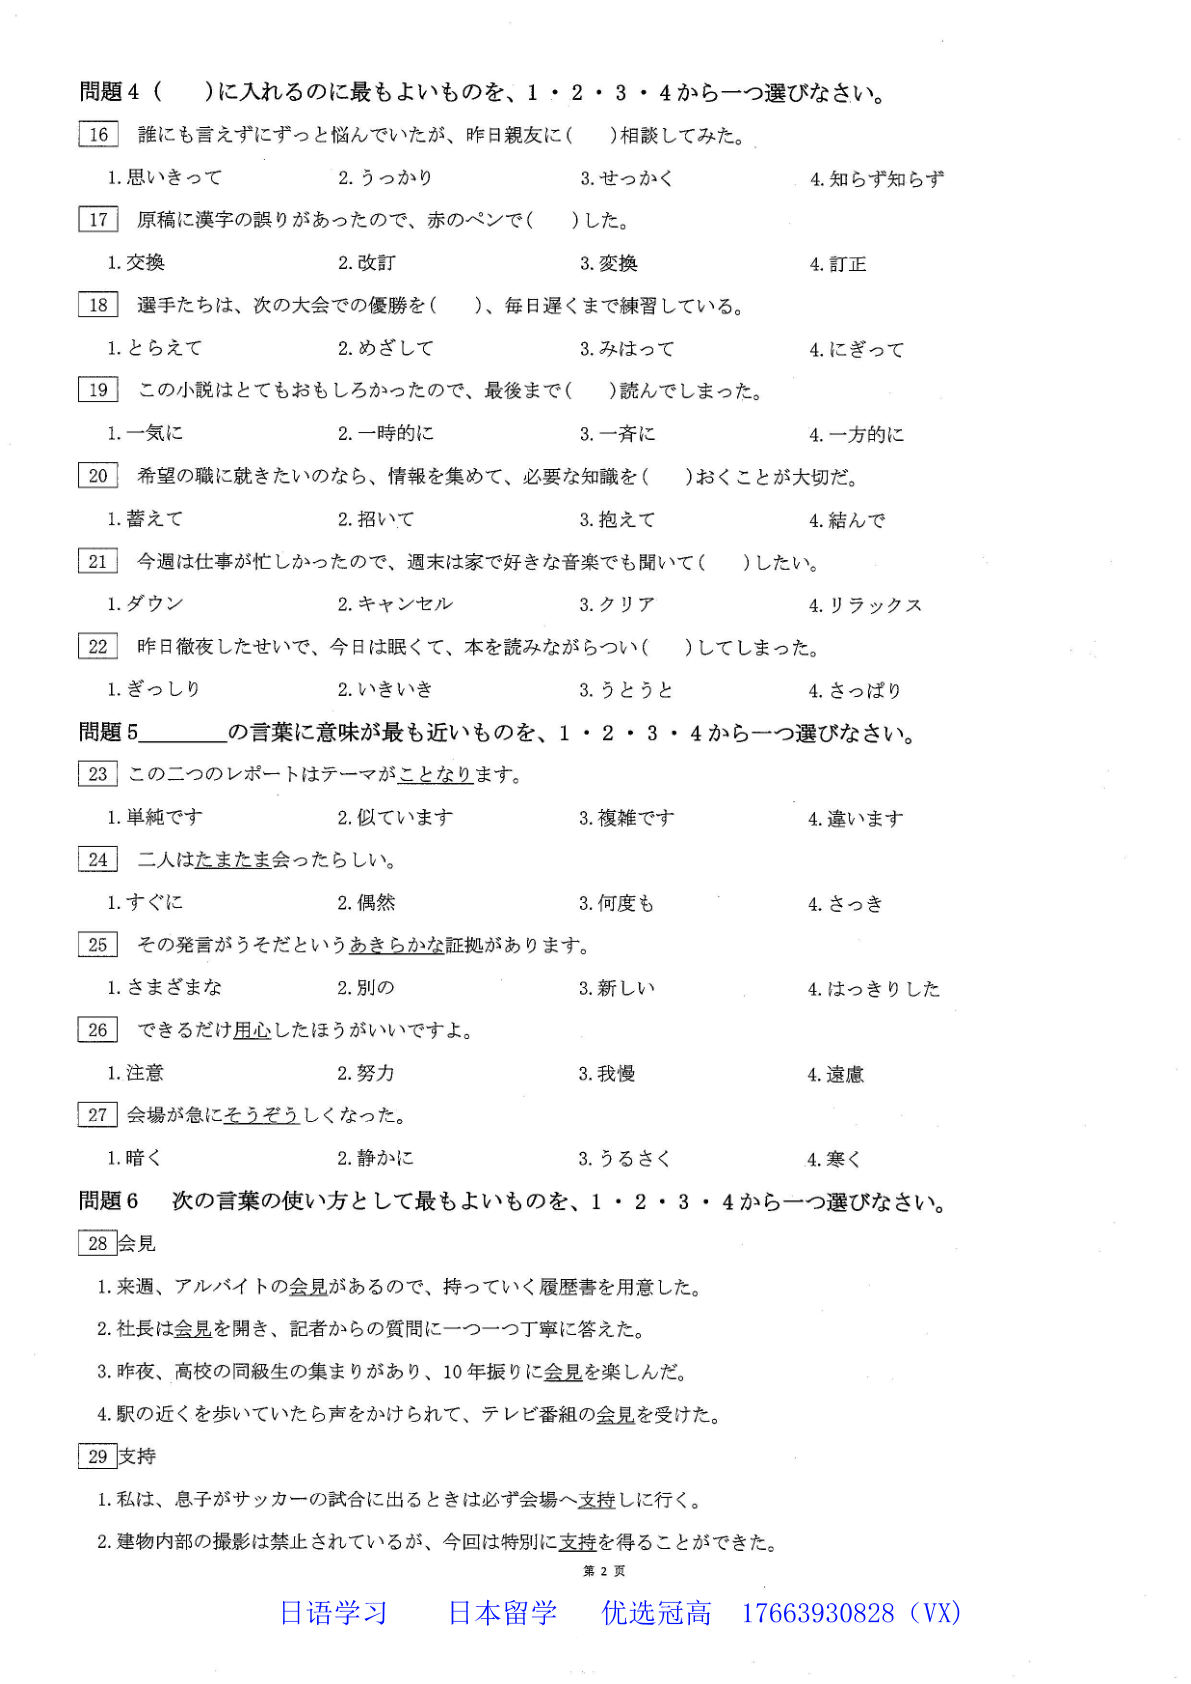 問題4 (　　)に入れるのに最もよいものを、1・2・3・4から一つ選びなさい。
16　誰にも言えずにずっと悩んでいたが、昨日親友に(　　)相談してみた。
1.思いきって　2.うっかり　3.せっかく　4.知らず知らず
17　原稿に漢字の誤りがあったので、赤のペンで(　　)した。
1.交換　2.改訂　3.変換　4.訂正
18　選手たちは、次の大会での優勝を(　　)、毎日遅くまで練習している。
1.とらえて　2.めざして　3.みはって　4.にぎって
19　この小説はとてもおもしろかったので、最後まで(　　)読んでしまった。
1.一気に　2.一時的に　3.一斉に　4.一方的に
20　希望の職に就きたいのなら、情報を集めて、必要な知識を(　　)おくことが大切だ。
1.蓄えて　2.招いて　3.抱えて　4.結んで
21　今週は仕事が忙しかったので、週末は家で好きな音楽でも聞いて(　　)したい。
1.ダウン　2.キャンセル　3.クリア　4.リラックス
22　昨日徹夜したせいで、今日は眠くて、本を読みながらつい(　　)してしまった。
1.ぎっしり　2.いきいき　3.うとうと　4.さっぱり
問題5________の言葉に意味が最も近いものを、1・2・3・4から一つ選びなさい。
23 この二つのレポートはテーマがことなります。
1.単純です　2.似ています　3.複雑です　4.違います
24　二人はたまたま会ったらしい。
1.すぐに　2.偶然　3.何度も　4.さっき
25　その発言がうそだというあきらかな証拠があります。
1.さまざまな　2.別の　3.新しい　4.はっきりした
26　できるだけ用心したほうがいいですよ。
1.注意　2.努力　3.我慢　4.遠慮
27 会場が急にそうぞうしくなった。
1.暗く　2.静かに　3.うるさく　4.寒く
問題6　次の言葉の使い方として最もよいものを、1・2・3・4から一つ選びなさい。
28会見
1.来週、アルバイトの会見があるので、持っていく履歴書を用意した。
2.社長は会見を開き、記者からの質問に一つ一つ丁寧に答えた。
3.昨夜、高校の同級生の集まりがあり、10年振りに会見を楽しんだ。
4.駅の近くを歩いていたら声をかけられて、テレビ番組の会見を受けた。
29支持
1.私は、息子がサッカーの試合に出るときは必ず会場へ支持しに行く。
2.建物内部の撮影は禁止されているが、今回は特別に支持を得ることができた。
第 2 页
日语学习　日本留学　优选冠高　17663930828（VX)